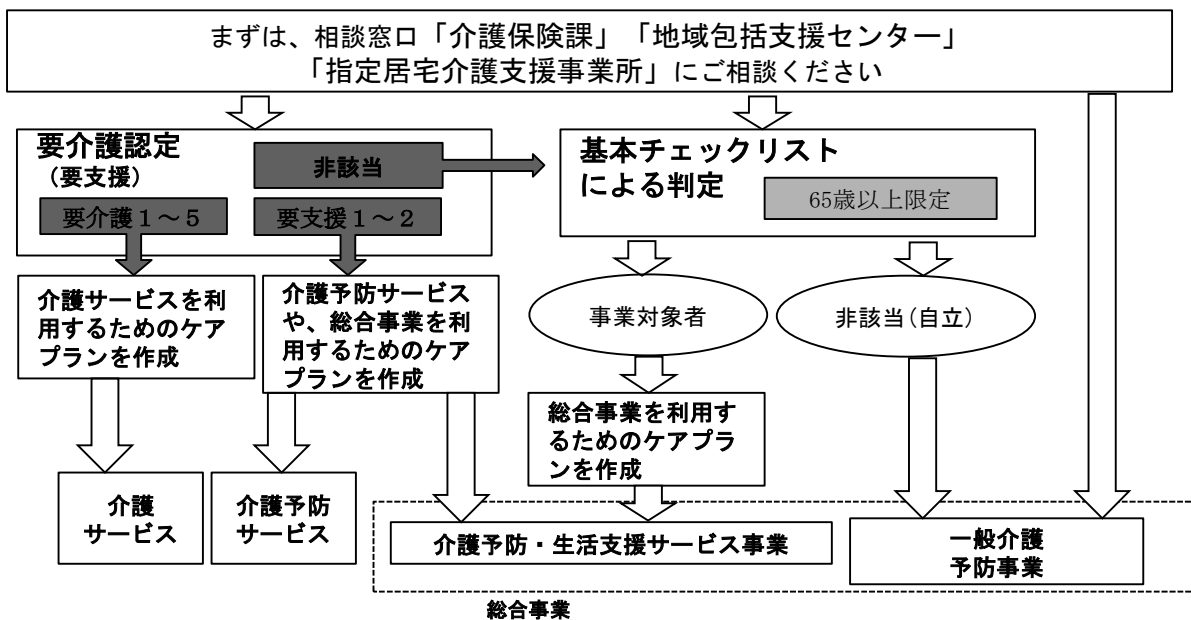 まずは、相談窓口「介護保険課」「地域包括支援センター」
「指定居宅介護支援事業所」にご相談ください
要介護認定
（要支援）
非該当
要介護１～５
要支援１～２
基本チェックリスト
による判定
65歳以上限定
介護サービスを利
用するためのケア
プランを作成
介護予防サービス
や、総合事業を利
用するためのケア
プランを作成
事業対象者
非該当(自立)
総合事業を利用す
るためのケアプラ
ンを作成
介護
サービス
介護予防
サービス
介護予防・生活支援サービス事業
一般介護
予防事業
総合事業